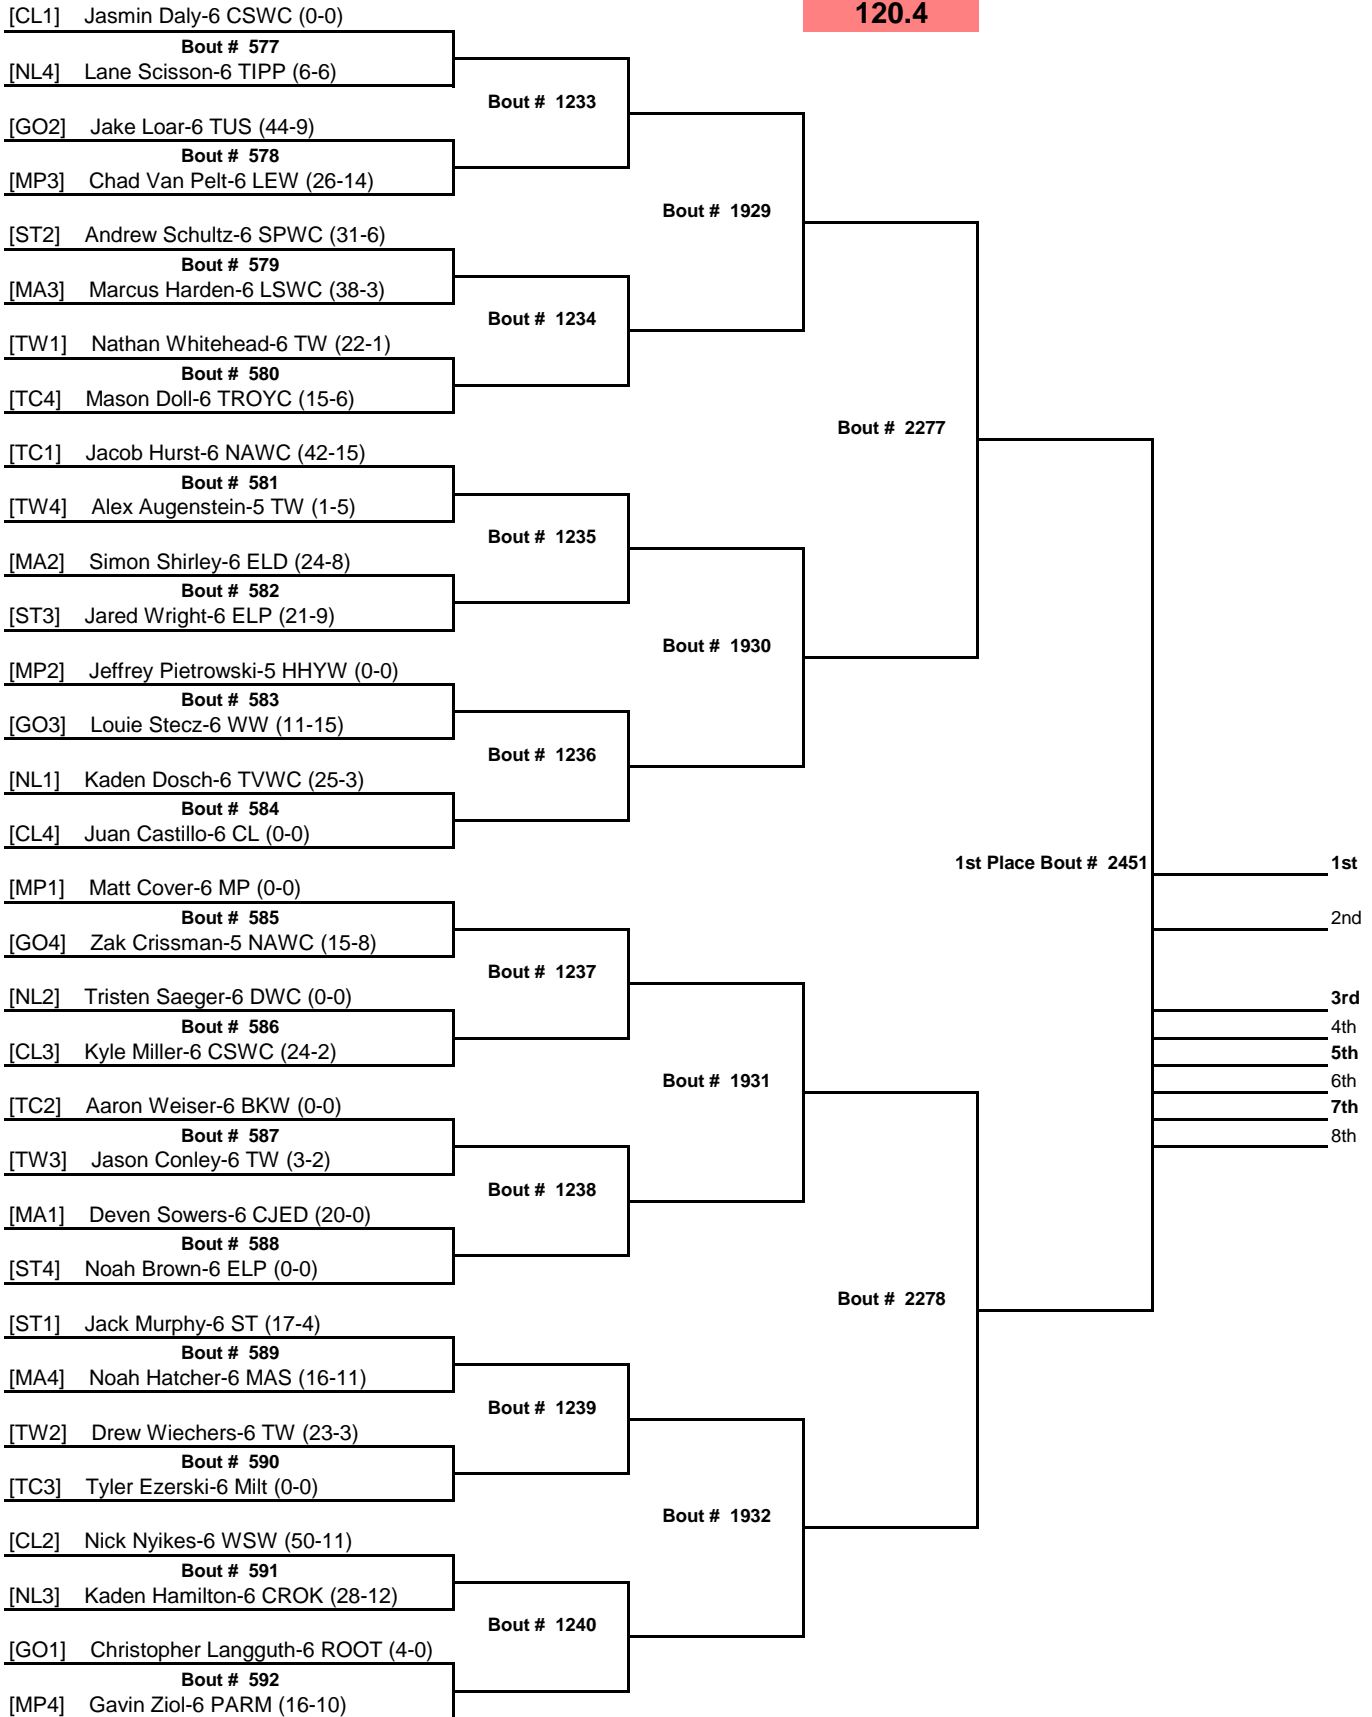 [CL1] Jasmin Daly-6 CSWC (0-0)
120.4
Bout # 577
[NL4] Lane Scisson-6 TIPP (6-6)
Bout # 1233
[GO2] Jake Loar-6 TUS (44-9)
Bout # 578
[MP3] Chad Van Pelt-6 LEW (26-14)
Bout # 1929
[ST2] Andrew Schultz-6 SPWC (31-6)
Bout # 579
[MA3] Marcus Harden-6 LSWC (38-3)
Bout # 1234
[TW1] Nathan Whitehead-6 TW (22-1)
Bout # 580
[TC4] Mason Doll-6 TROYC (15-6)
Bout # 2277
[TC1] Jacob Hurst-6 NAWC (42-15)
Bout # 581
[TW4] Alex Augenstein-5 TW (1-5)
Bout # 1235
[MA2] Simon Shirley-6 ELD (24-8)
Bout # 582
[ST3] Jared Wright-6 ELP (21-9)
Bout # 1930
[MP2] Jeffrey Pietrowski-5 HHYW (0-0)
Bout # 583
[GO3] Louie Stecz-6 WW (11-15)
Bout # 1236
[NL1] Kaden Dosch-6 TVWC (25-3)
Bout # 584
[CL4] Juan Castillo-6 CL (0-0)
1st Place Bout # 2451
1st
[MP1] Matt Cover-6 MP (0-0)
Bout # 585
2nd
[GO4] Zak Crissman-5 NAWC (15-8)
Bout # 1237
[NL2] Tristen Saeger-6 DWC (0-0)
3rd
Bout # 586
4th
[CL3] Kyle Miller-6 CSWC (24-2)
5th
Bout # 1931
6th
[TC2] Aaron Weiser-6 BKW (0-0)
7th
Bout # 587
8th
[TW3] Jason Conley-6 TW (3-2)
Bout # 1238
[MA1] Deven Sowers-6 CJED (20-0)
Bout # 588
[ST4] Noah Brown-6 ELP (0-0)
Bout # 2278
[ST1] Jack Murphy-6 ST (17-4)
Bout # 589
[MA4] Noah Hatcher-6 MAS (16-11)
Bout # 1239
[TW2] Drew Wiechers-6 TW (23-3)
Bout # 590
[TC3] Tyler Ezerski-6 Milt (0-0)
Bout # 1932
[CL2] Nick Nyikes-6 WSW (50-11)
Bout # 591
[NL3] Kaden Hamilton-6 CROK (28-12)
Bout # 1240
[GO1] Christopher Langguth-6 ROOT (4-0)
Bout # 592
[MP4] Gavin Ziol-6 PARM (16-10)